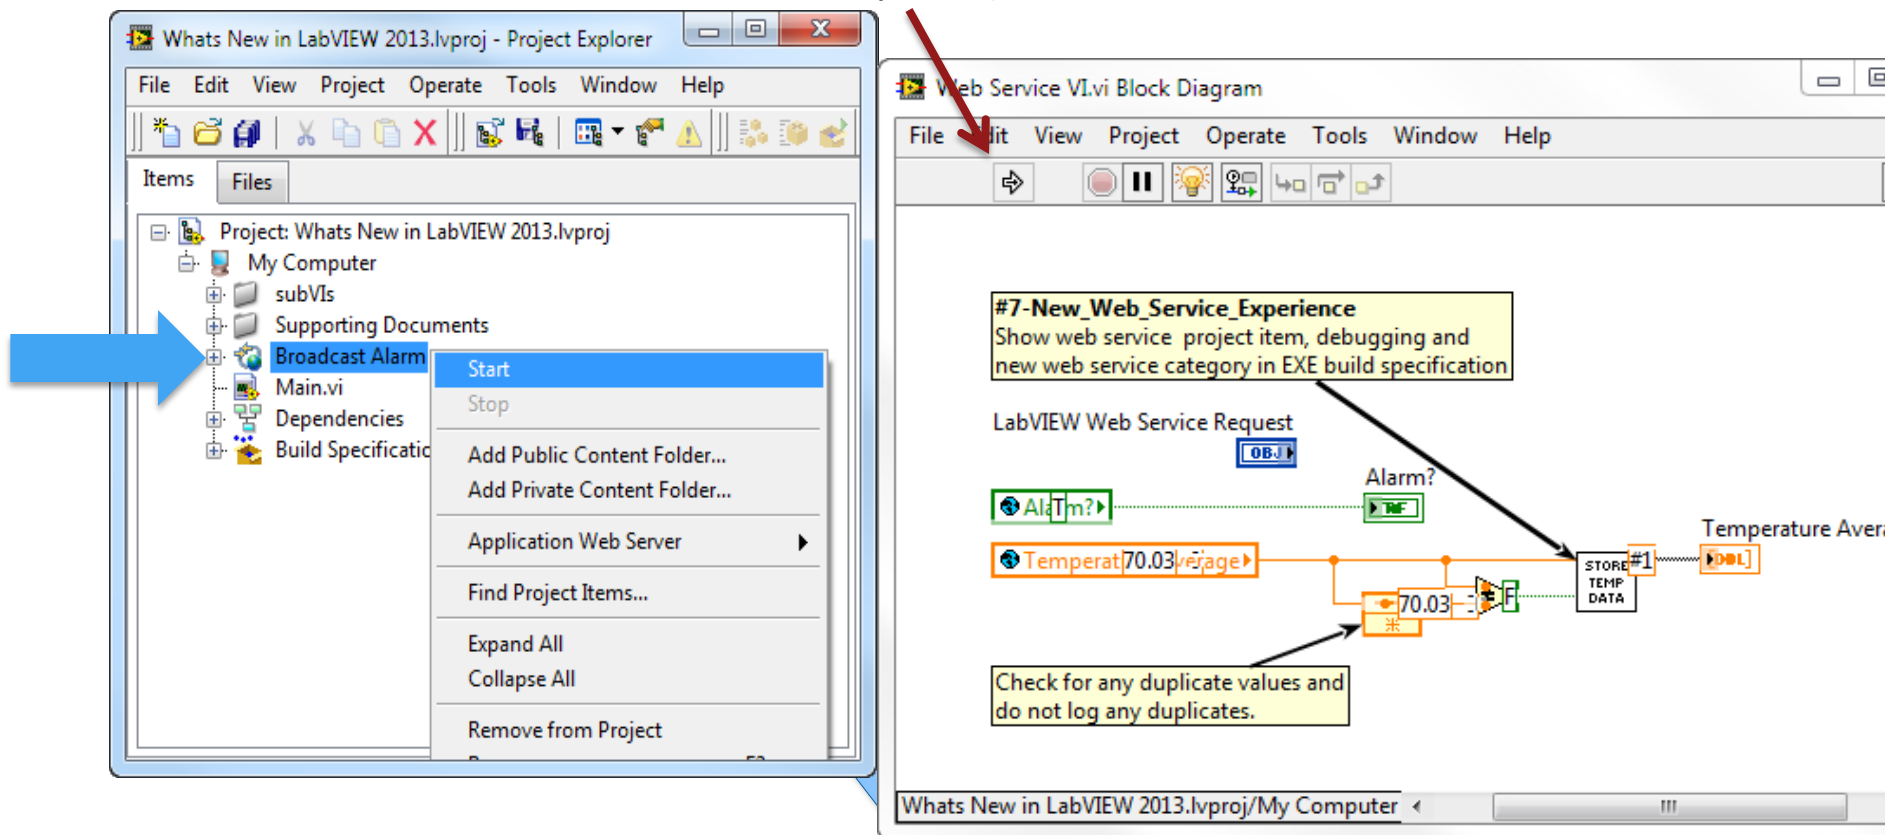 Whats New in LabVIEW 2013.lvproj - Project Explorer
File Edit View Project Operate Tools Window Help
Items Files
Project: Whats New in LabVIEW 2013.lvproj
My Computer
subVIs
Supporting Documents
Broadcast Alarm
Main.vi
Dependencies
Build Specificatio
Start
Stop
Add Public Content Folder...
Add Private Content Folder...
Application Web Server
Find Project Items...
Expand All
Collapse All
Remove from Project
Web Service VI.vi Block Diagram
File Edit View Project Operate Tools Window Help
#7-New_Web_Service_Experience
Show web service project item, debugging and
new web service category in EXE build specification
LabVIEW Web Service Request
OBJ
Alarm?
Ala T m?
TF
Temperature Avera
Temperat 70.03 erage
#1
DBL
STORE
TEMP
DATA
70.03
F
Check for any duplicate values and
do not log any duplicates.
Whats New in LabVIEW 2013.lvproj/My Computer